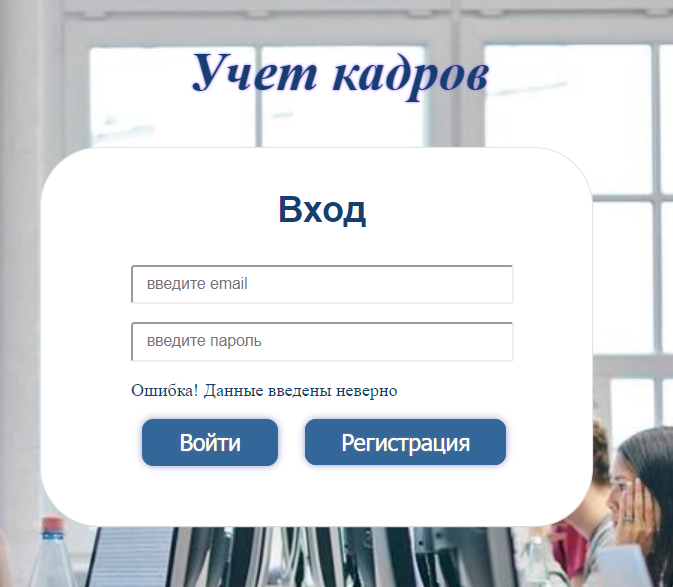 Учет кадров
Вход
введите email
введите пароль
Ошибка! Данные введены неверно
Войти Регистрация